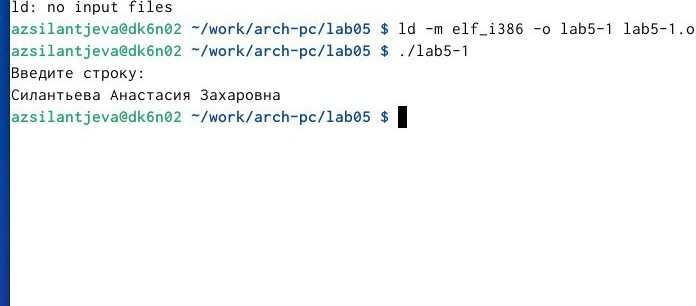 ld: no input files
azsilantjeva@dk6n02 ~/work/arch-pc/lab05 $ ld -m elf_i386 -o lab5-1 lab5-1.o
azsilantjeva@dk6n02 ~/work/arch-pc/lab05 $ ./lab5-1
Введите строку:
Силантьева Анастасия Захаровна
azsilantjeva@dk6n02 ~/work/arch-pc/lab05 $